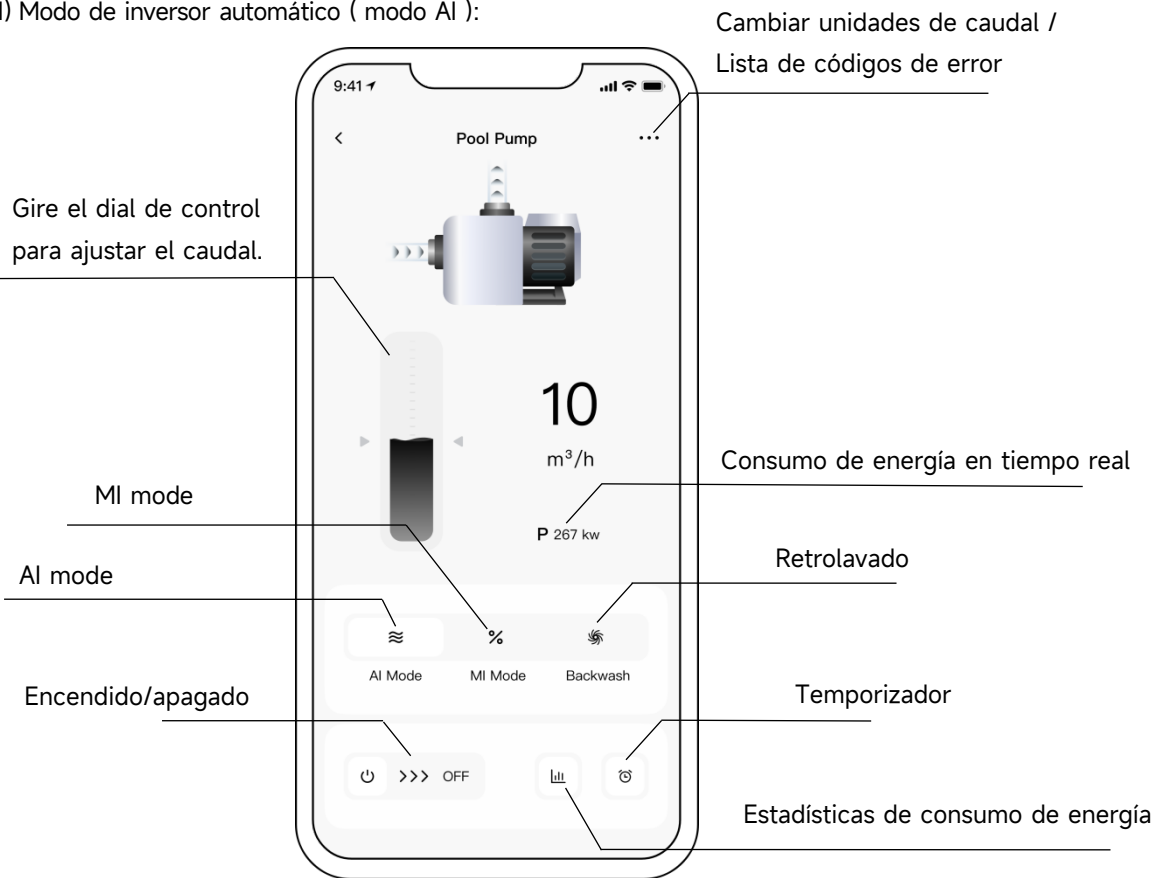 1) Modo de inversor automático ( modo AI ):
Cambiar unidades de caudal /
Lista de códigos de error
9:41
Pool Pump
Gire el dial de control
para ajustar el caudal.
10
m³/h
Consumo de energía en tiempo real
MI mode
P 267 kw
Retrolavado
AI mode
%
AI Mode
MI Mode
Backwash
Encendido/apagado
Temporizador
>>> OFF
Estadísticas de consumo de energía